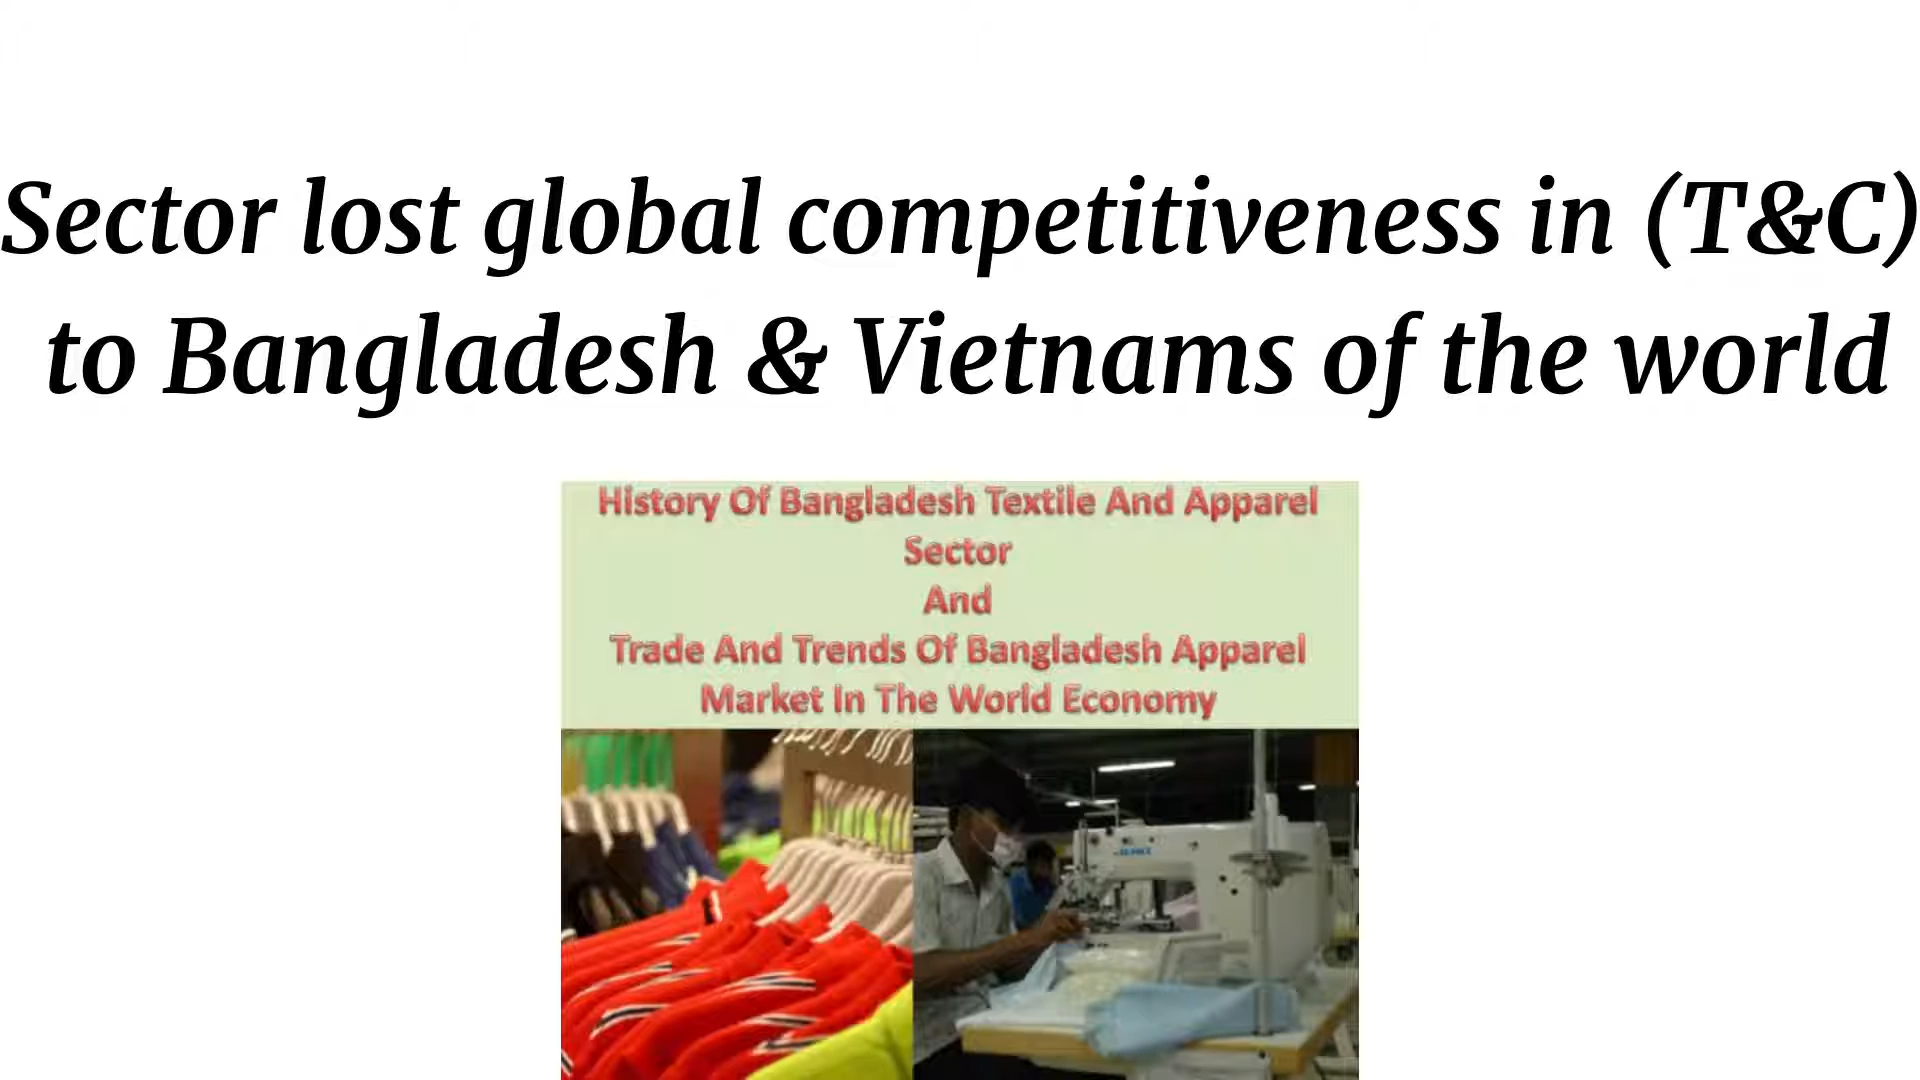 Sector lost global competitiveness in (T&C)
to Bangladesh & Vietnams of the world
History Of Bangladesh Textile And Apparel
Sector
And
Trade And Trends Of Bangladesh Apparel
Market In The World Economy